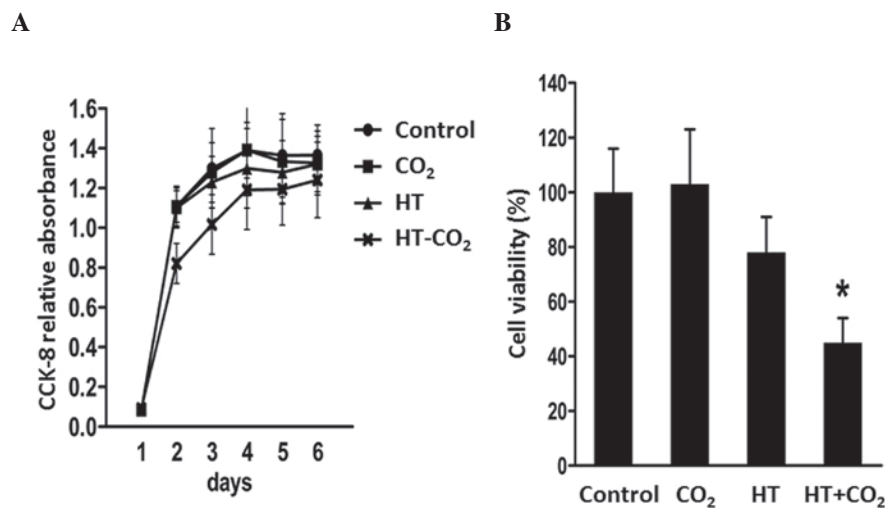 A
CCK-8 relative absorbance
1.6
1.4
1.2
1.0
0.8
0.6
0.4
0.2
0.0
1 2 3 4 5 6
days
Control
CO₂
HT
HT-CO₂
B
Cell viability (%)
140
120
100
80
60
40
20
0
*
Control CO₂ HT HT+CO₂